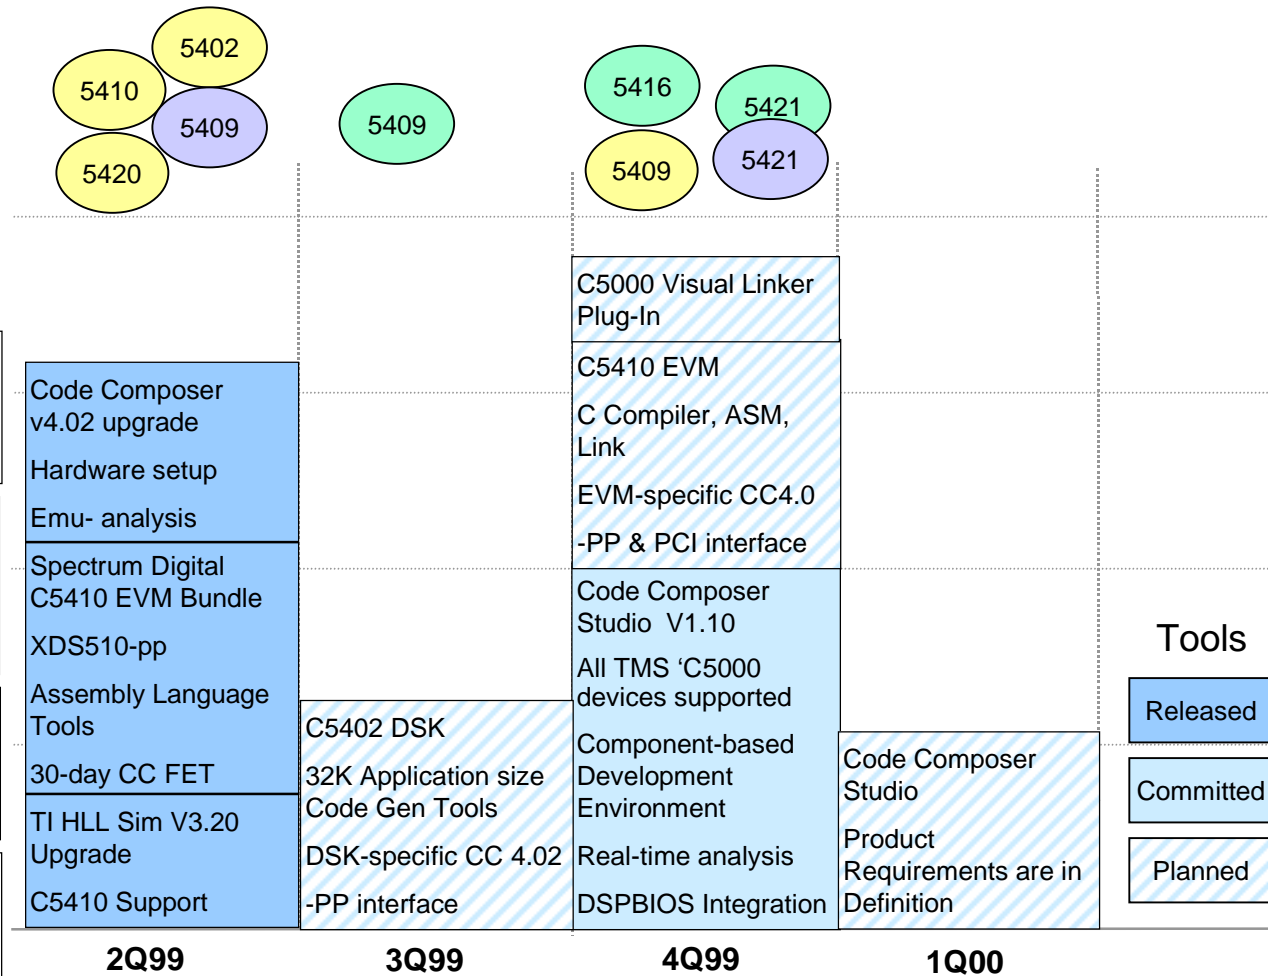 5402
5410
5409
5420
5409
5416
5421
5409
5421
Code Composer
v4.02 upgrade
Hardware setup
Emu- analysis
Spectrum Digital
C5410 EVM Bundle
XDS510-pp
Assembly Language
Tools
30-day CC FET
TI HLL Sim V3.20
Upgrade
C5410 Support
C5402 DSK
32K Application size
Code Gen Tools
DSK-specific CC 4.02
-PP interface
C5000 Visual Linker
Plug-In
C5410 EVM
C Compiler, ASM,
Link
EVM-specific CC4.0
-PP & PCI interface
Code Composer
Studio V1.10
All TMS ‘C5000
devices supported
Component-based
Development
Environment
Real-time analysis
DSPBIOS Integration
Code Composer
Studio
Product
Requirements are in
Definition
Tools
Released
Committed
Planned
2Q99
3Q99
4Q99
1Q00